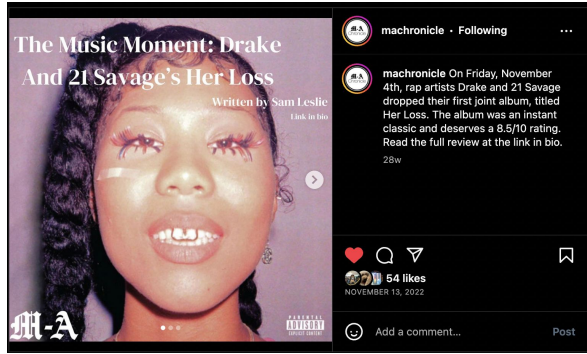 The Music Moment: Drake
And 21 Savage's Her Loss
Written by Sam Leslie
Link in bio
M-A
PARENTAL
ADVISORY
EXPLICIT CONTENT
machronicle • Following
machronicle On Friday, November
4th, rap artists Drake and 21 Savage
dropped their first joint album, titled
Her Loss. The album was an instant
classic and deserves a 8.5/10 rating.
Read the full review at the link in bio.
28w
54 likes
NOVEMBER 13, 2022
Add a comment...
Post